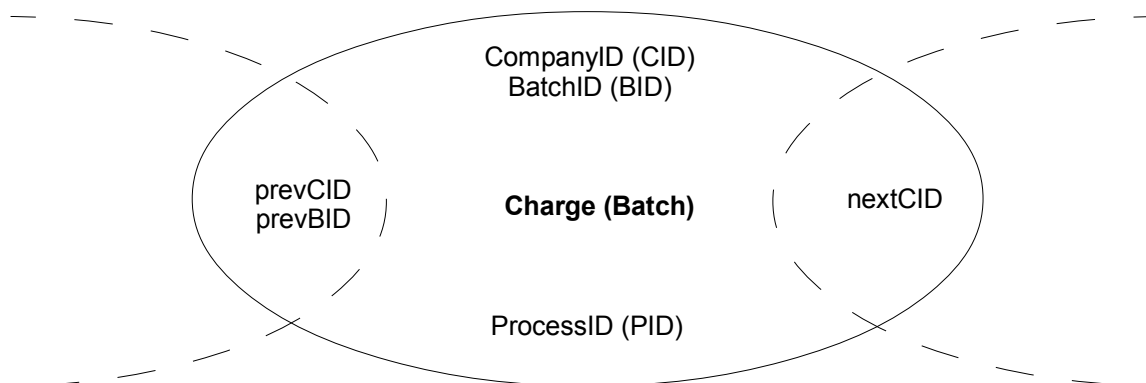 CompanyID (CID)
BatchID (BID)
prevCID
prevBID
Charge (Batch)
nextCID
ProcessID (PID)